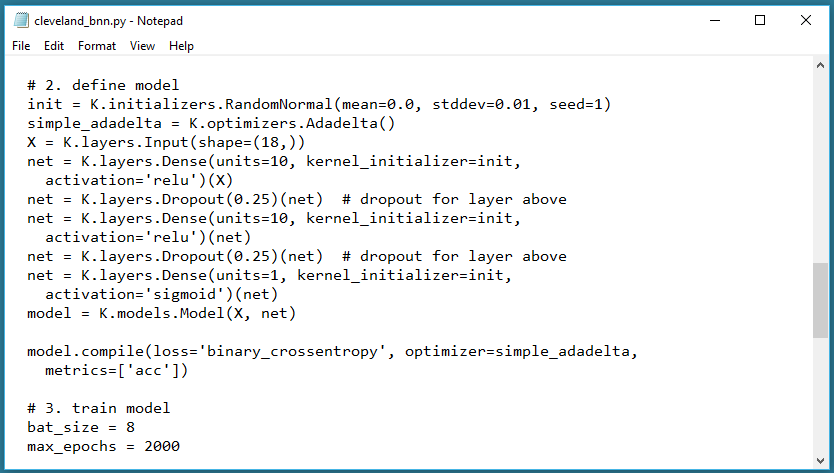 cleveland_bnn.py - Notepad
File Edit Format View Help
# 2. define model
init = K.initializers.RandomNormal(mean=0.0, stddev=0.01, seed=1)
simple_adadelta = K.optimizers.Adadelta()
X = K.layers.Input(shape=(18,))
net = K.layers.Dense(units=10, kernel_initializer=init,
  activation='relu')(X)
net = K.layers.Dropout(0.25)(net)  # dropout for layer above
net = K.layers.Dense(units=10, kernel_initializer=init,
  activation='relu')(net)
net = K.layers.Dropout(0.25)(net)  # dropout for layer above
net = K.layers.Dense(units=1, kernel_initializer=init,
  activation='sigmoid')(net)
model = K.models.Model(X, net)
model.compile(loss='binary_crossentropy', optimizer=simple_adadelta,
  metrics=['acc'])
# 3. train model
bat_size = 8
max_epochs = 2000